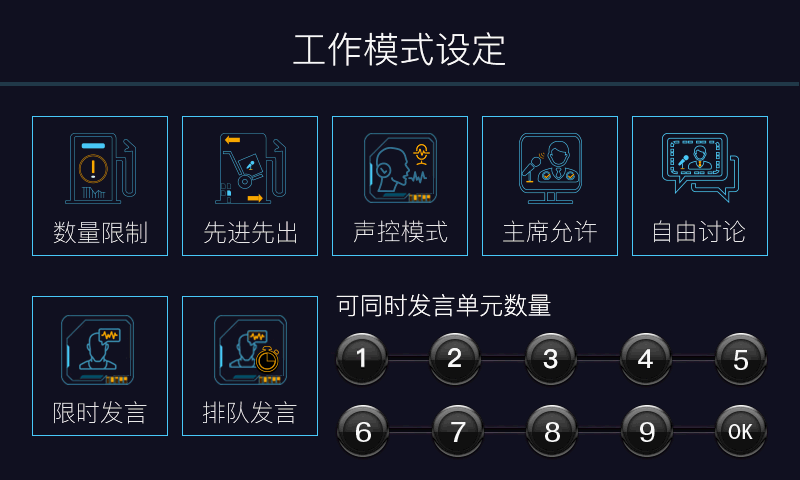 工作模式设定
数量限制
先进先出
声控模式
主席允许
自由讨论
限时发言
排队发言
可同时发言单元数量
1 2 3 4 5
6 7 8 9 OK